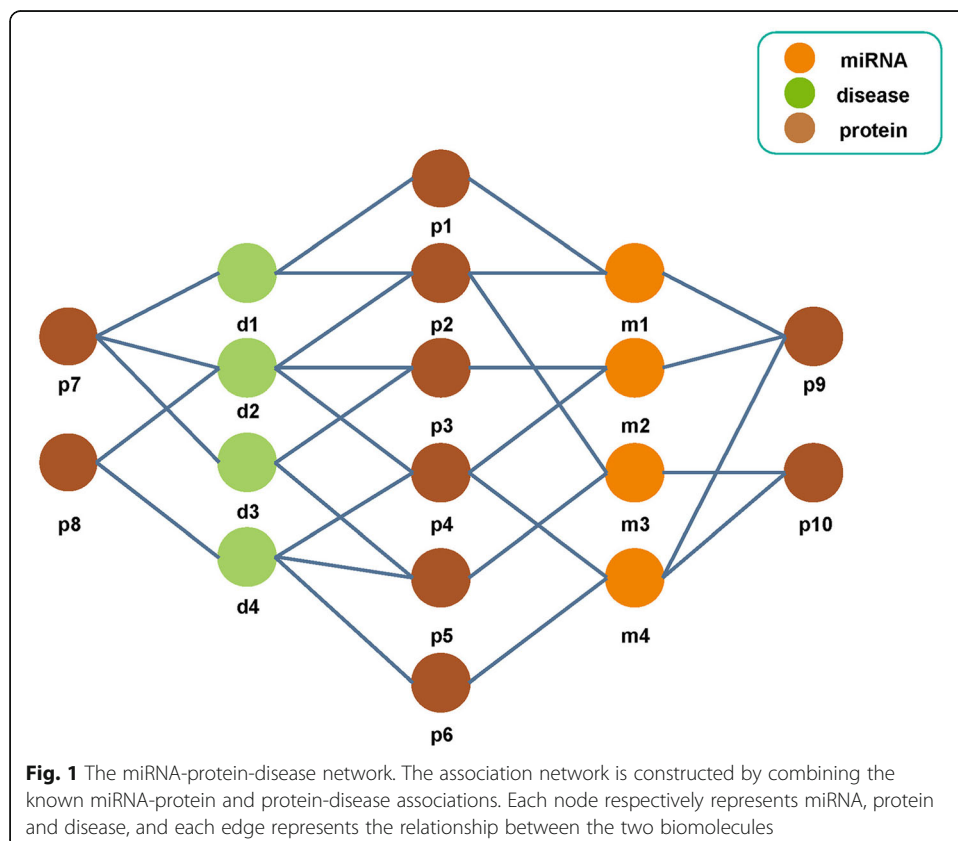 miRNA
disease
protein
p1
d1
p2
m1
p7
d2
p3
m2
p9
p8
d3
p4
m3
p10
d4
p5
m4
p6
Fig. 1 The miRNA-protein-disease network. The association network is constructed by combining the
known miRNA-protein and protein-disease associations. Each node respectively represents miRNA, protein
and disease, and each edge represents the relationship between the two biomolecules